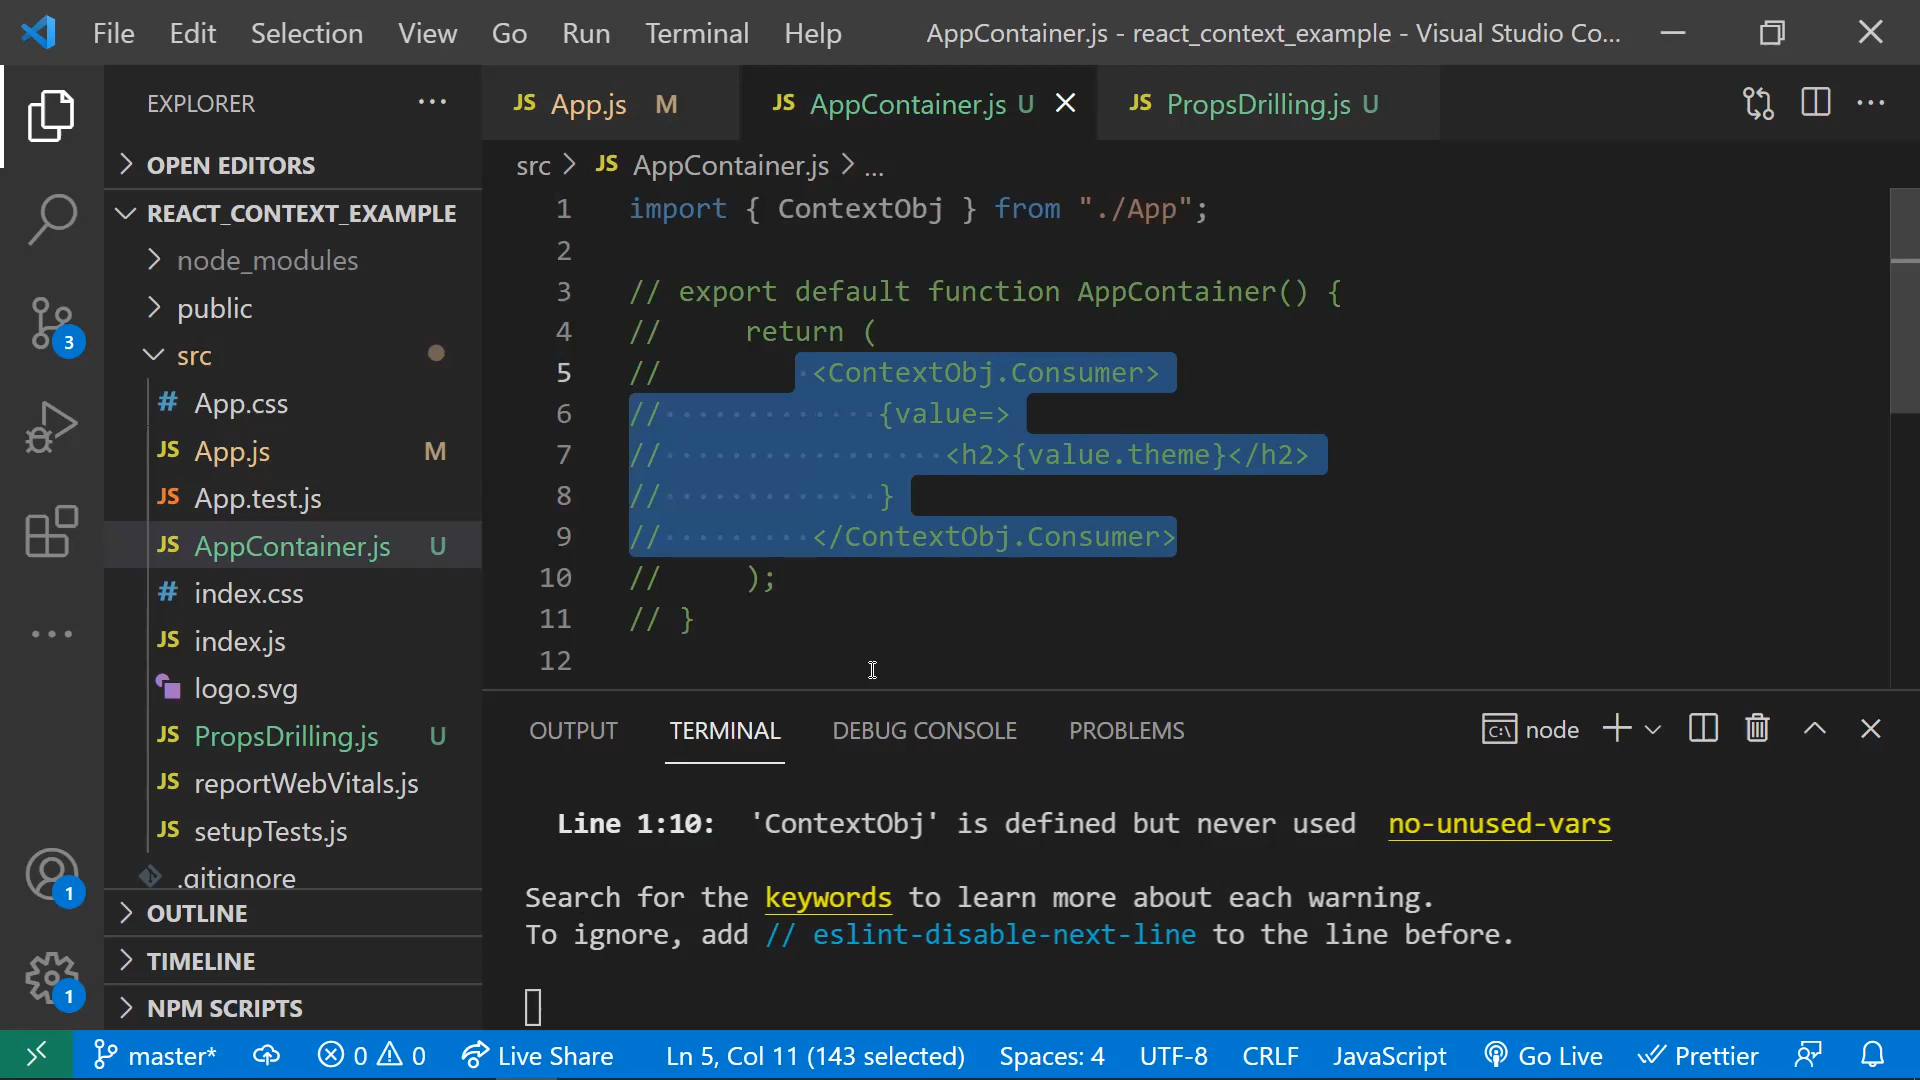 File Edit Selection View Go Run Terminal Help AppContainer.js - react_context_example - Visual Studio Co...
EXPLORER ...
JS App.js M JS AppContainer.js U JS PropsDrilling.js U
OPEN EDITORS
REACT_CONTEXT_EXAMPLE
node_modules
public
src
# App.css
JS App.js M
JS App.test.js
JS AppContainer.js U
# index.css
JS index.js
logo.svg
JS PropsDrilling.js U
JS reportWebVitals.js
JS setupTests.js
.gitignore
OUTLINE
TIMELINE
NPM SCRIPTS
3
1
1
src > JS AppContainer.js > ...
1 import { ContextObj } from "./App";
2
3 // export default function AppContainer() {
4 //     return (
5 //         <ContextObj.Consumer>
6 //             {value=>
7 //                 <h2>{value.theme}</h2>
8 //             }
9 //         </ContextObj.Consumer>
10 //     );
11 // }
12
OUTPUT TERMINAL DEBUG CONSOLE PROBLEMS node
Line 1:10: 'ContextObj' is defined but never used no-unused-vars
Search for the keywords to learn more about each warning.
To ignore, add // eslint-disable-next-line to the line before.
master* 0 0 Live Share Ln 5, Col 11 (143 selected) Spaces: 4 UTF-8 CRLF JavaScript Go Live Prettier